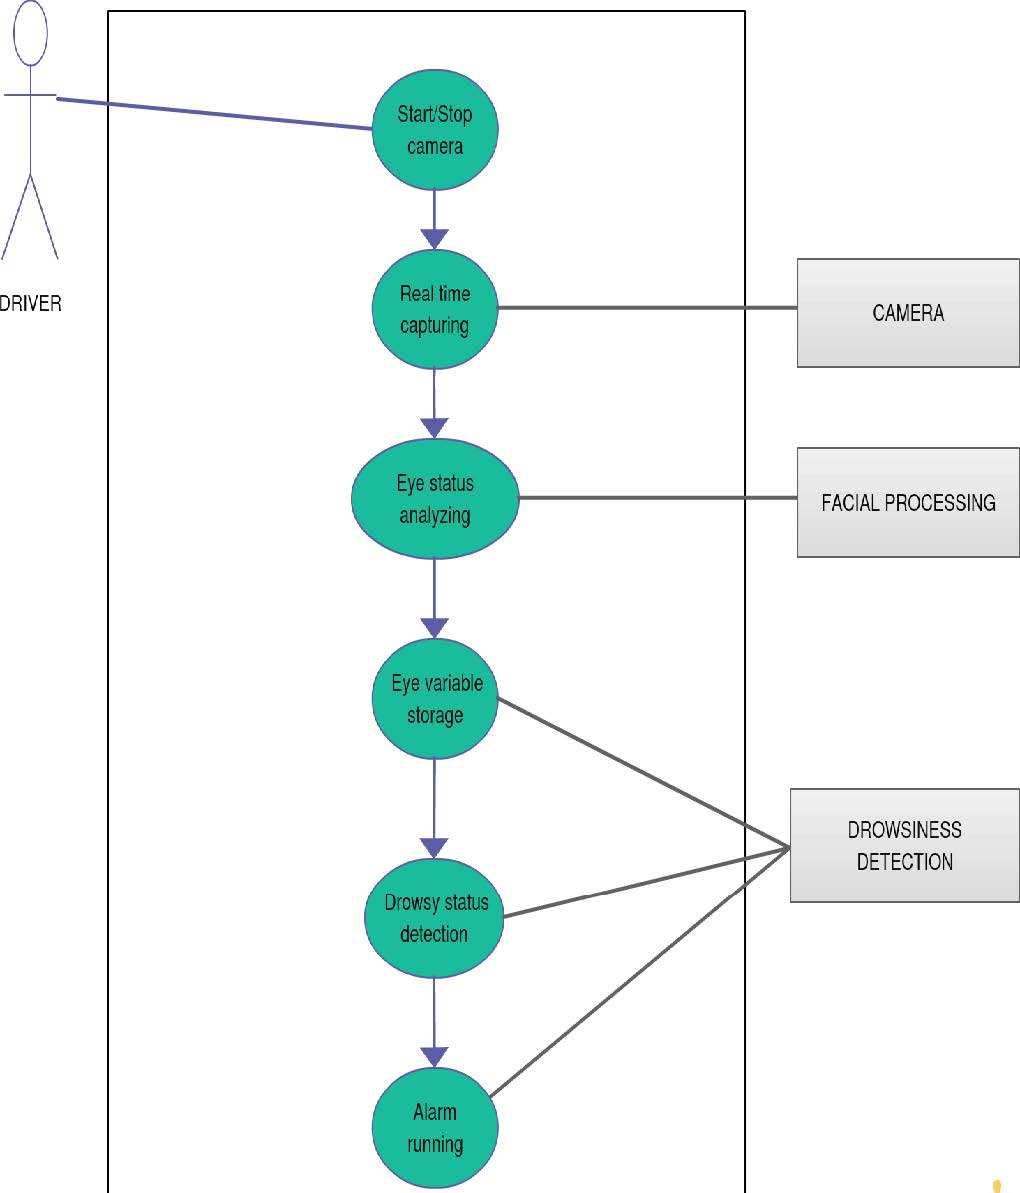 Start/Stop
camera
DRIVER
Real time
capturing
CAMERA
Eye status
analyzing
FACIAL PROCESSING
Eye variable
storage
DROWSINESS
DETECTION
Drowsy status
detection
Alarm
running